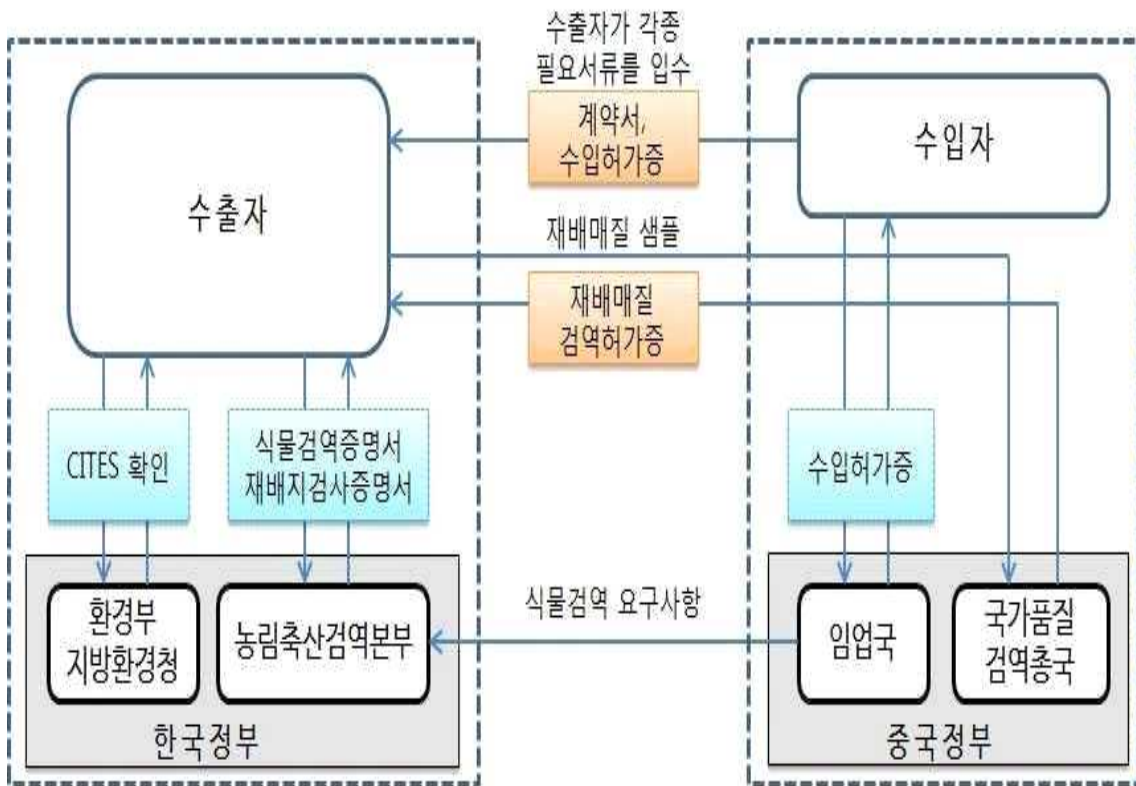 수출자가 각종
필요서류를 입수
계약서,
수입허가증
수출자
수입자
재배매질 샘플
재배매질
검역허가증
CITES 확인
식물검역증명서
재배지검사증명서
수입허가증
환경부
지방환경청
농림축산검역본부
식물검역 요구사항
임업국
국가품질
검역총국
한국정부
중국정부